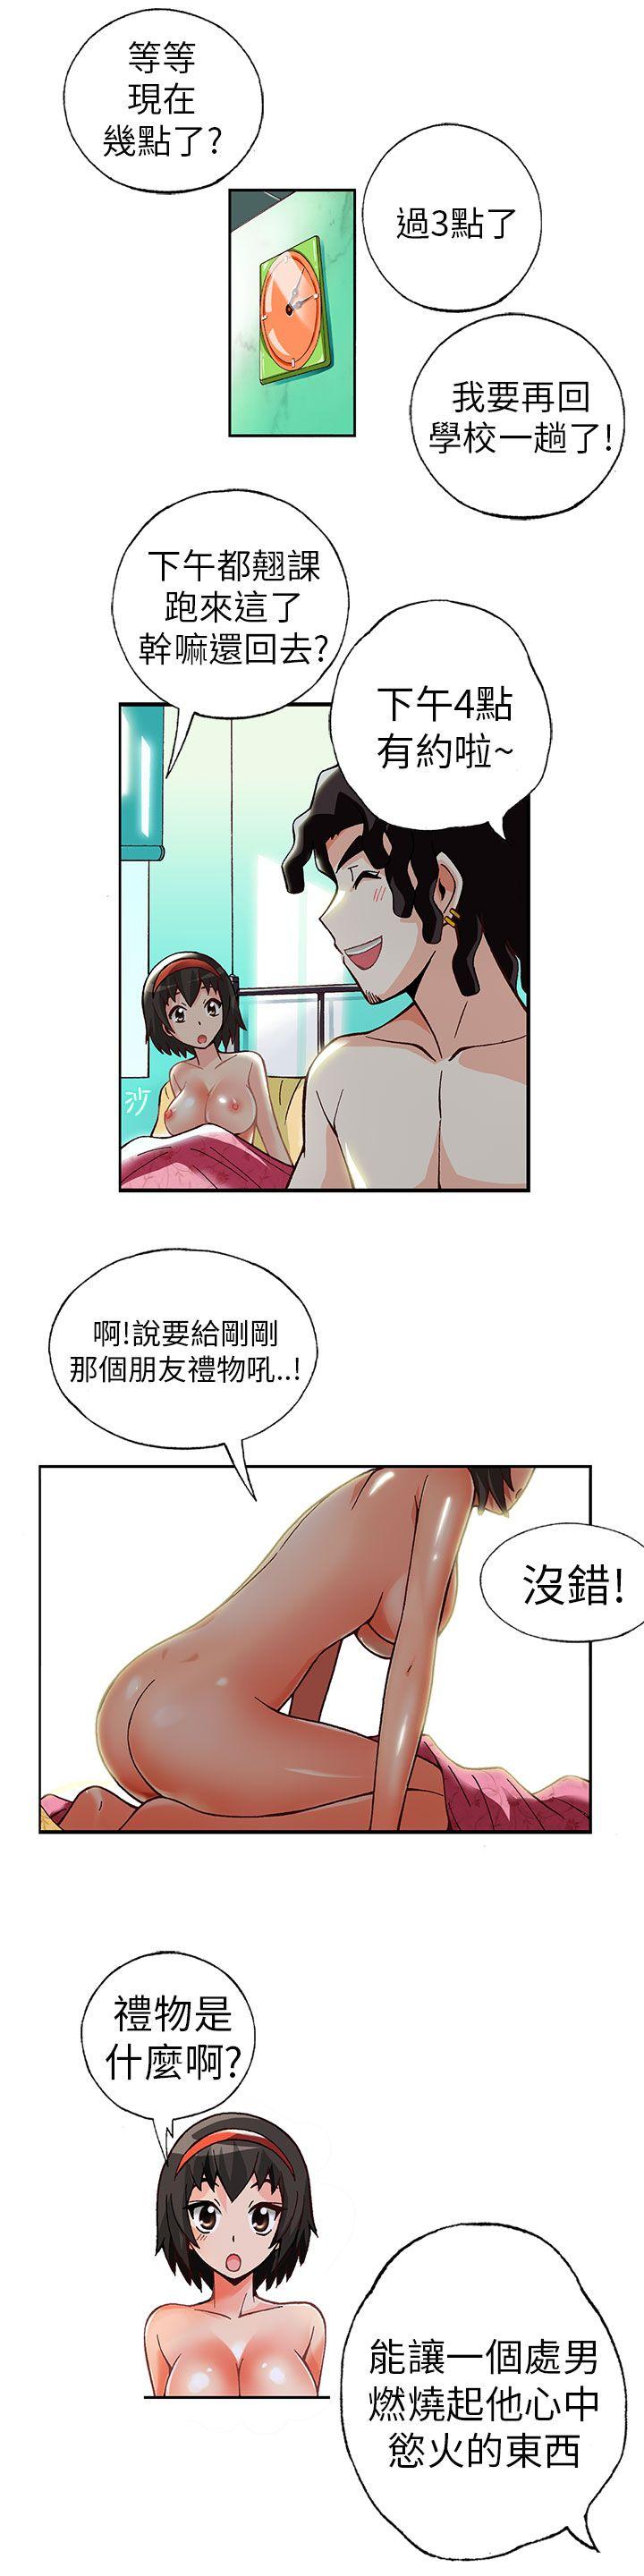 等等
現在
幾點了?
過3點了
我要再回
學校一趟了!
下午都翹課
跑來這了
幹嘛還回去?
下午4點
有約啦~
沙
啊!說要給剛剛
那個朋友禮物吼..!
沒錯!
禮物是
什麼啊?
能讓一個處男
燃燒起他心中
慾火的東西